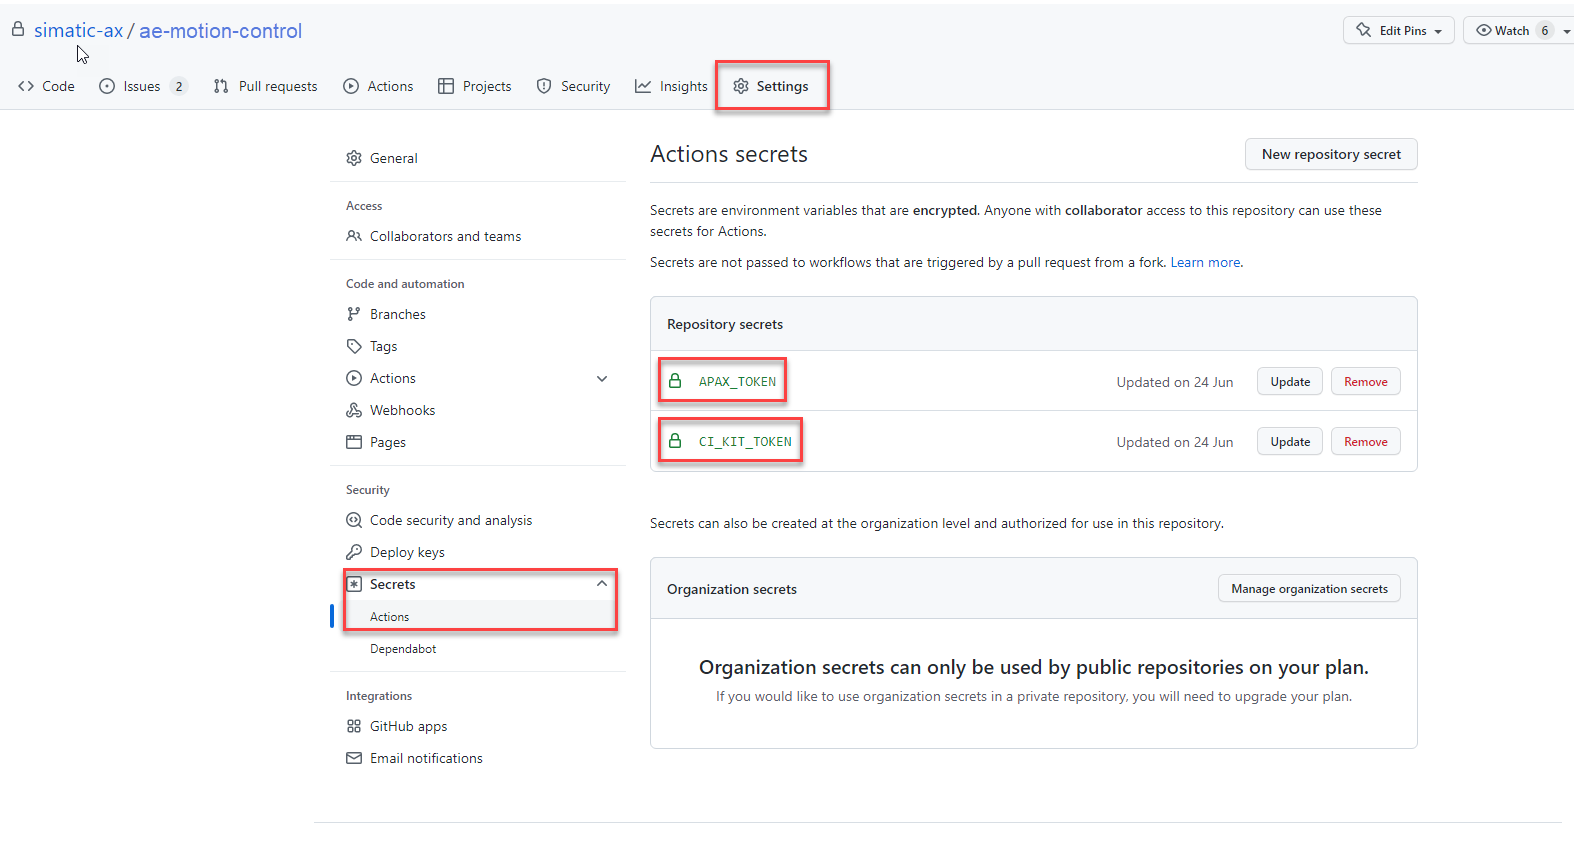 simatic-ax / ae-motion-control
Edit Pins
Watch 6
Code
Issues 2
Pull requests
Actions
Projects
Security
Insights
Settings
General
Access
Collaborators and teams
Code and automation
Branches
Tags
Actions
Webhooks
Pages
Security
Code security and analysis
Deploy keys
Secrets
Actions
Dependabot
Integrations
GitHub apps
Email notifications
Actions secrets
New repository secret
Secrets are environment variables that are encrypted. Anyone with collaborator access to this repository can use these
secrets for Actions.
Secrets are not passed to workflows that are triggered by a pull request from a fork. Learn more.
Repository secrets
APAX_TOKEN
Updated on 24 Jun
Update
Remove
CI_KIT_TOKEN
Updated on 24 Jun
Update
Remove
Secrets can also be created at the organization level and authorized for use in this repository.
Organization secrets
Manage organization secrets
Organization secrets can only be used by public repositories on your plan.
If you would like to use organization secrets in a private repository, you will need to upgrade your plan.